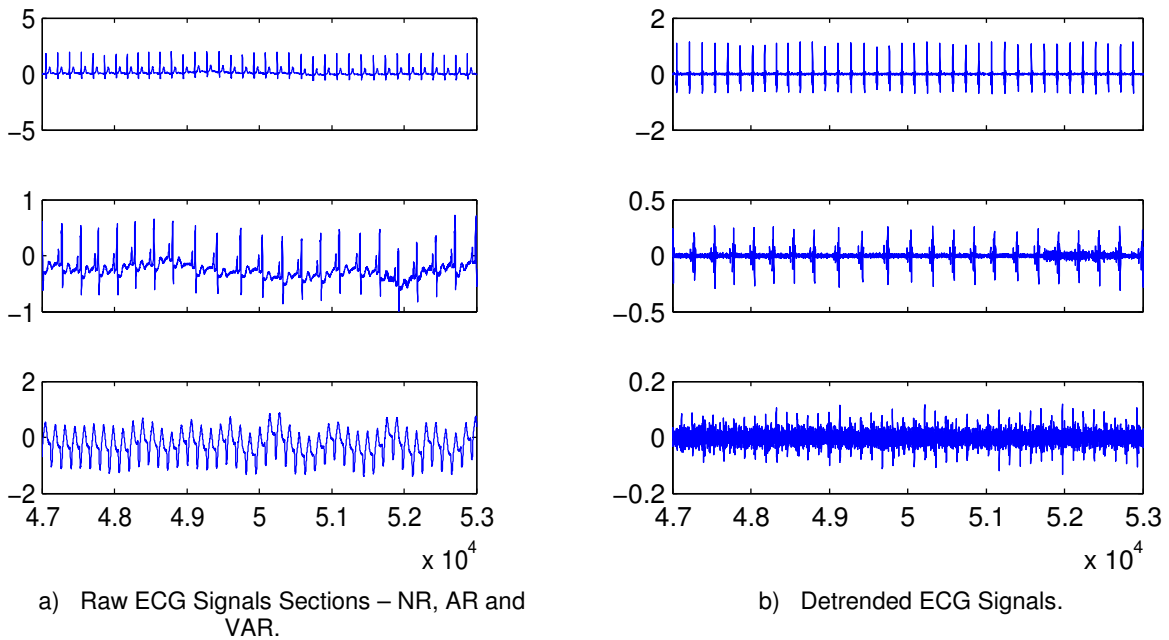 5
0
−5
2
0
−2
1
0
−1
0.5
0
−0.5
2
0
−2
4.7 4.8 4.9 5 5.1 5.2 5.3
x 10^4
0.2
0
−0.2
4.7 4.8 4.9 5 5.1 5.2 5.3
x 10^4
a) Raw ECG Signals Sections – NR, AR and
VAR.
b) Detrended ECG Signals.